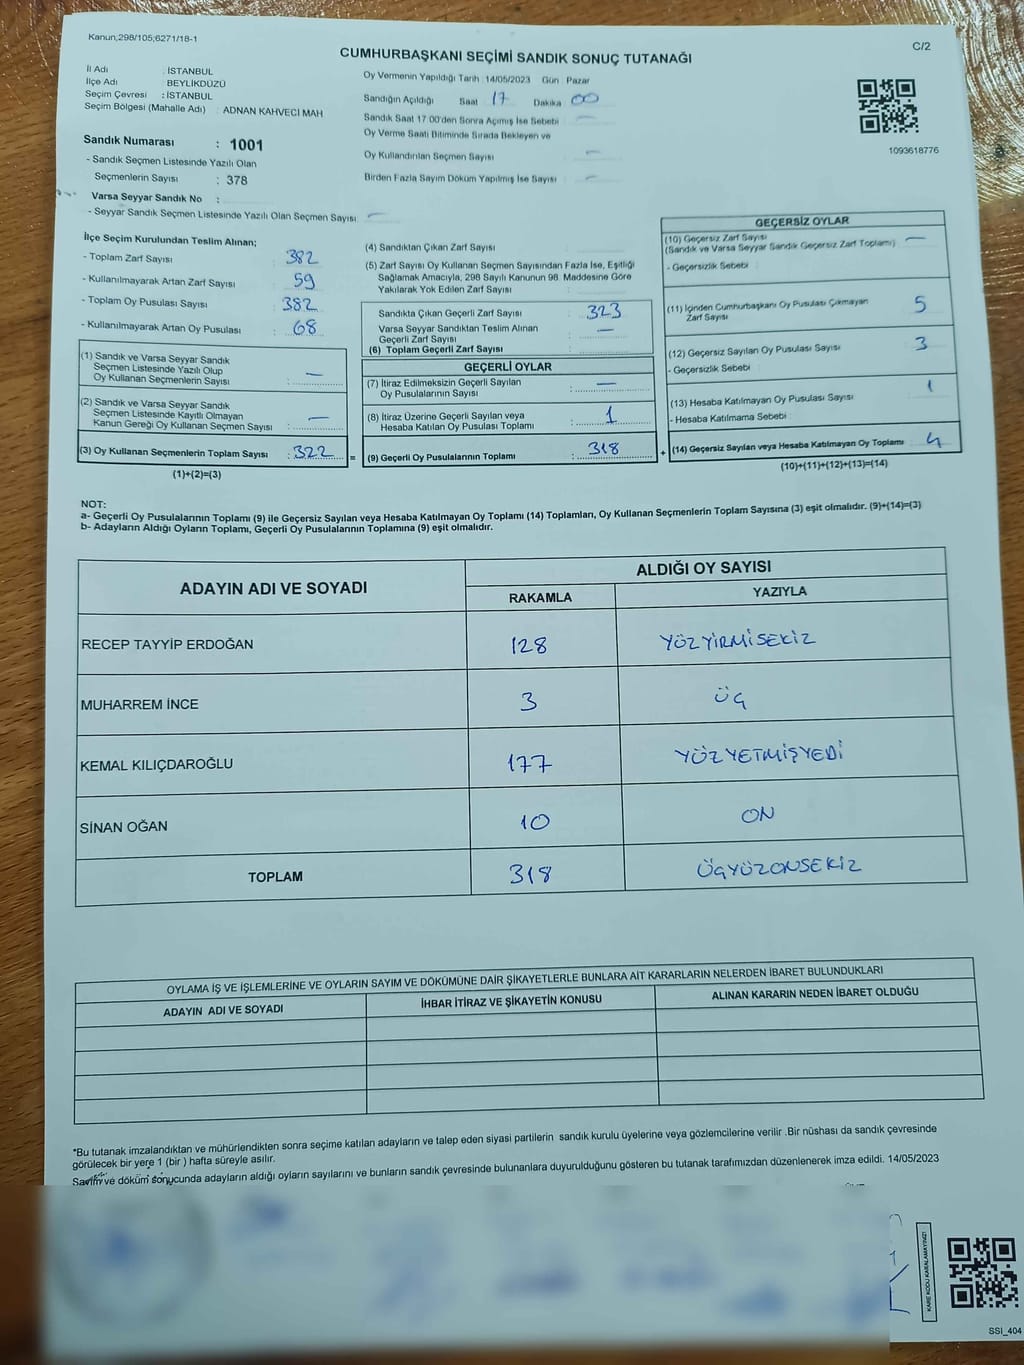 Kanun;298/105;6271/18-1
C/2
CUMHURBAŞKANI SEÇİMİ SANDIK SONUÇ TUTANAĞI
İl Adı : İSTANBUL
İlçe Adı : BEYLİKDÜZÜ
Seçim Çevresi : İSTANBUL
Seçim Bölgesi (Mahalle Adı) : ADNAN KAHVECİ MAH
Sandık Numarası : 1001
- Sandık Seçmen Listesinde Yazılı Olan
Seçmenlerin Sayısı : 378
Varsa Seyyar Sandık No :
- Seyyar Sandık Seçmen Listesinde Yazılı Olan Seçmen Sayısı : —
Oy Vermenin Yapıldığı Tarih 14/05/2023 Gün : Pazar
Sandığın Açıldığı Saat 17 Dakika 00
Sandık Saat 17:00'den Sonra Açımış İse Sebebi : —
Oy Verme Saati Bitiminde Sırada Bekleyen ve
Oy Kullandırılan Seçmen Sayısı : —
Birden Fazla Sayım Döküm Yapılmış İse Sayısı : —
1093618776
İlçe Seçim Kurulundan Teslim Alınan;
- Toplam Zarf Sayısı : 382
- Kullanılmayarak Artan Zarf Sayısı : 59
- Toplam Oy Pusulası Sayısı : 382
- Kullanılmayarak Artan Oy Pusulası : 68
(1) Sandık ve Varsa Seyyar Sandık
Seçmen Listesinde Yazılı Olup
Oy Kullanan Seçmenlerin Sayısı : —
(2) Sandık ve Varsa Seyyar Sandık
Seçmen Listesinde Kayıtlı Olmayan
Kanun Gereği Oy Kullanan Seçmen Sayısı : —
(3) Oy Kullanan Seçmenlerin Toplam Sayısı : 322 =
(1)+(2)=(3)
(4) Sandıktan Çıkan Zarf Sayısı :
(5) Zarf Sayısı Oy Kullanan Seçmen Sayısından Fazla İse, Eşitliği
Sağlamak Amacıyla, 298 Sayılı Kanunun 98. Maddesine Göre
Yakılarak Yok Edilen Zarf Sayısı :
Sandıkta Çıkan Geçerli Zarf Sayısı : 323
Varsa Seyyar Sandıktan Teslim Alınan
Geçerli Zarf Sayısı : —
(6) Toplam Geçerli Zarf Sayısı :
GEÇERLİ OYLAR
(7) İtiraz Edilmeksizin Geçerli Sayılan
Oy Pusulasının Sayısı : —
(8) İtiraz Üzerine Geçerli Sayılan veya
Hesaba Katılan Oy Pusulası Toplamı : 1
(9) Geçerli Oy Pusulalarının Toplamı : 318 +
GEÇERSİZ OYLAR
(10) Geçersiz Zarf Sayısı
(Sandık ve Varsa Seyyar Sandık Geçersiz Zarf Toplamı) : —
- Geçersizlik Sebebi :
(11) İçinden Cumhurbaşkanı Oy Pusulası Çıkmayan
Zarf Sayısı : 5
(12) Geçersiz Sayılan Oy Pusulası Sayısı : 3
- Geçersizlik Sebebi :
(13) Hesaba Katılmayan Oy Pusulası Sayısı : 1
- Hesaba Katılmama Sebebi :
(14) Geçersiz Sayılan veya Hesaba Katılmayan Oy Toplamı : 4
(10)+(11)+(12)+(13)=(14)
NOT:
a- Geçerli Oy Pusulalarının Toplamı (9) ile Geçersiz Sayılan veya Hesaba Katılmayan Oy Toplamı (14) Toplamları, Oy Kullanan Seçmenlerin Toplam Sayısına (3) eşit olmalıdır. (9)+(14)=(3)
b- Adayların Aldığı Oyların Toplamı, Geçerli Oy Pusulalarının Toplamına (9) eşit olmalıdır.
ADAYIN ADI VE SOYADI ALDIĞI OY SAYISI
RAKAMLA YAZIYLA
RECEP TAYYİP ERDOĞAN 128 YÜZYİRMİSEKİZ
MUHARREM İNCE 3 ÜÇ
KEMAL KILIÇDAROĞLU 177 YÜZYETMİŞYEDİ
SİNAN OĞAN 10 ON
TOPLAM 318 ÜÇYÜZONSEKİZ
OYLAMA İŞ VE İŞLEMLERİNE VE OYLARIN SAYIM VE DÖKÜMÜNE DAİR ŞİKAYETLERLE BUNLARA AİT KARARLARIN NELERDEN İBARET BULUNDUKLARI
ADAYIN ADI VE SOYADI İHBAR İTİRAZ VE ŞİKAYETİN KONUSU ALINAN KARARIN NEDEN İBARET OLDUĞU
*Bu tutanak imzalandıktan ve mühürlendikten sonra seçime katılan adayların ve talep eden siyasi partilerin sandık kurulu üyelerine veya gözlemcilerine verilir .Bir nüshası da sandık çevresinde
görülecek bir yere 1 (bir ) hafta süreyle asılır.
Sayım ve döküm sonucunda adayların aldığı oyların sayılarını ve bunların sandık çevresinde bulunanlara duyurulduğunu gösteren bu tutanak tarafımızdan düzenlenerek imza edildi. 14/05/2023
KARE KODU KARALAMAYINIZ!
SSI_404